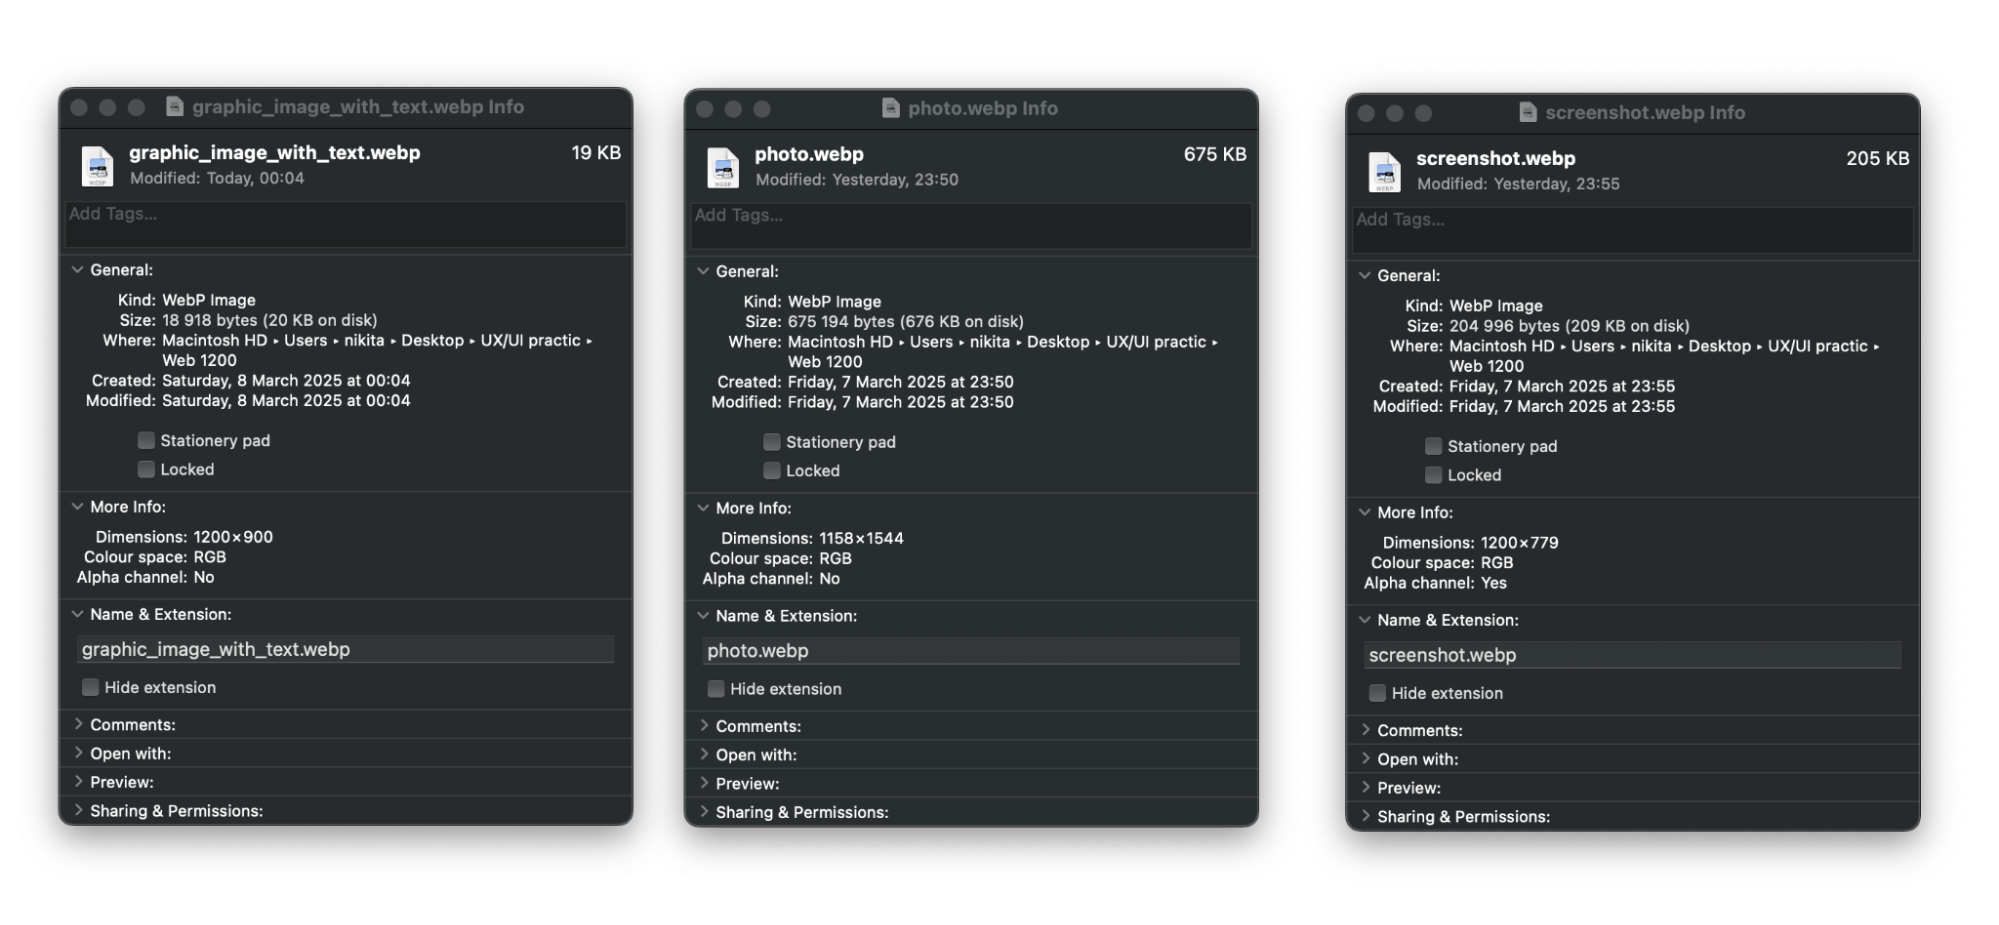 graphic_image_with_text.webp Info
graphic_image_with_text.webp 19 KB
Modified: Today, 00:04
Add Tags...
General:
Kind: WebP Image
Size: 18 918 bytes (20 KB on disk)
Where: Macintosh HD ▸ Users ▸ nikita ▸ Desktop ▸ UX/UI practic ▸
Web 1200
Created: Saturday, 8 March 2025 at 00:04
Modified: Saturday, 8 March 2025 at 00:04
Stationery pad
Locked
More Info:
Dimensions: 1200×900
Colour space: RGB
Alpha channel: No
Name & Extension:
graphic_image_with_text.webp
Hide extension
Comments:
Open with:
Preview:
Sharing & Permissions:
photo.webp Info
photo.webp 675 KB
Modified: Yesterday, 23:50
Add Tags...
General:
Kind: WebP Image
Size: 675 194 bytes (676 KB on disk)
Where: Macintosh HD ▸ Users ▸ nikita ▸ Desktop ▸ UX/UI practic ▸
Web 1200
Created: Friday, 7 March 2025 at 23:50
Modified: Friday, 7 March 2025 at 23:50
Stationery pad
Locked
More Info:
Dimensions: 1158×1544
Colour space: RGB
Alpha channel: No
Name & Extension:
photo.webp
Hide extension
Comments:
Open with:
Preview:
Sharing & Permissions:
screenshot.webp Info
screenshot.webp 205 KB
Modified: Yesterday, 23:55
Add Tags...
General:
Kind: WebP Image
Size: 204 996 bytes (209 KB on disk)
Where: Macintosh HD ▸ Users ▸ nikita ▸ Desktop ▸ UX/UI practic ▸
Web 1200
Created: Friday, 7 March 2025 at 23:55
Modified: Friday, 7 March 2025 at 23:55
Stationery pad
Locked
More Info:
Dimensions: 1200×779
Colour space: RGB
Alpha channel: Yes
Name & Extension:
screenshot.webp
Hide extension
Comments:
Open with:
Preview:
Sharing & Permissions: